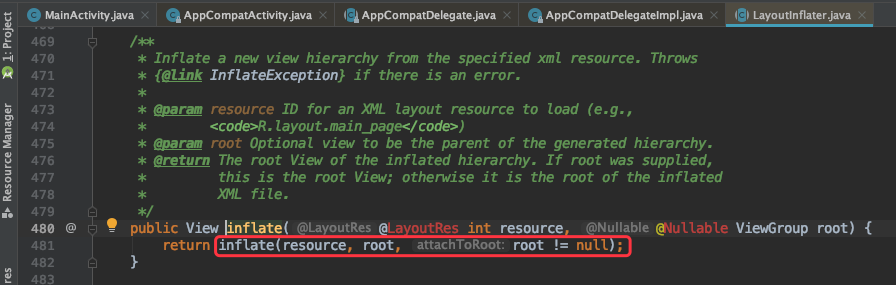 MainActivity.java AppCompatActivity.java AppCompatDelegate.java AppCompatDelegateImpl.java LayoutInflater.java
1: Project
Resource Manager
res
469 /**
470 * Inflate a new view hierarchy from the specified xml resource. Throws
471 * {@link InflateException} if there is an error.
472 *
473 * @param resource ID for an XML layout resource to load (e.g.,
474 * <code>R.layout.main_page</code>)
475 * @param root Optional view to be the parent of the generated hierarchy.
476 * @return The root View of the inflated hierarchy. If root was supplied,
477 * this is the root View; otherwise it is the root of the inflated
478 * XML file.
479 */
480 @ public View inflate( @LayoutRes @LayoutRes int resource, @Nullable @Nullable ViewGroup root) {
481 return inflate(resource, root, attachToRoot: root != null);
482 }
483